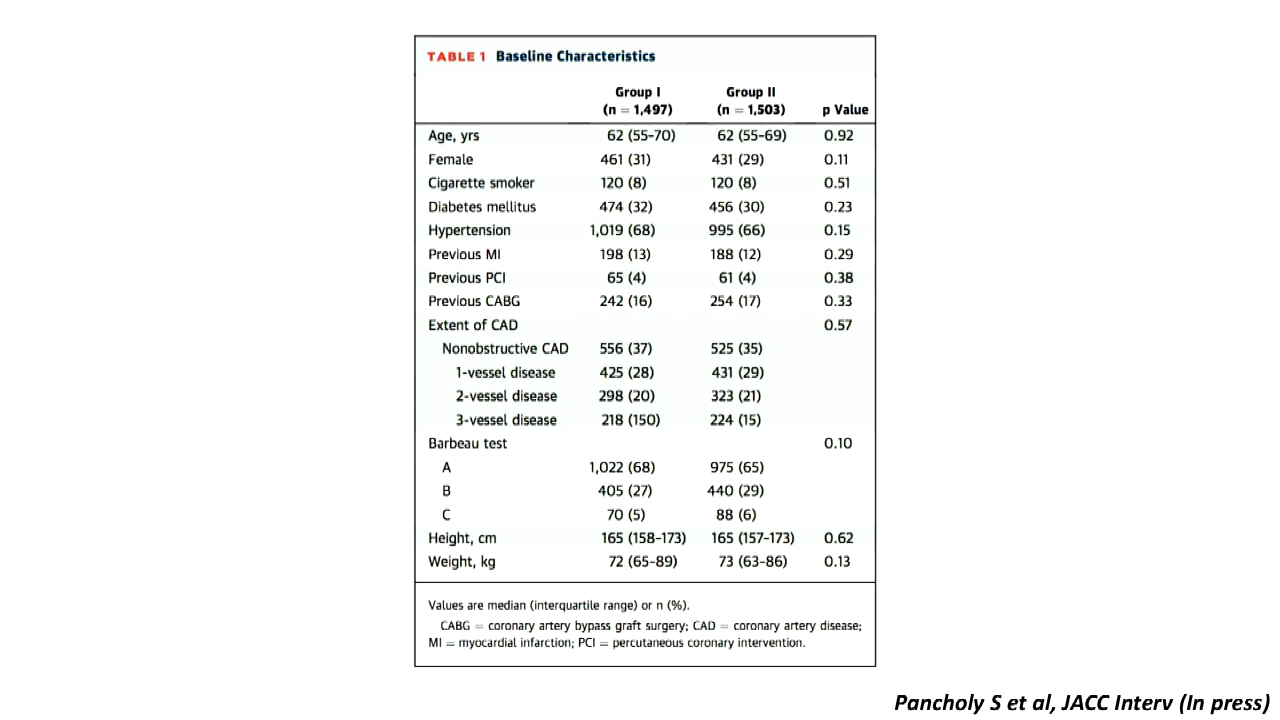 TABLE 1 Baseline Characteristics
Group I Group II
(n = 1,497) (n = 1,503) p Value
Age, yrs 62 (55-70) 62 (55-69) 0.92
Female 461 (31) 431 (29) 0.11
Cigarette smoker 120 (8) 120 (8) 0.51
Diabetes mellitus 474 (32) 456 (30) 0.23
Hypertension 1,019 (68) 995 (66) 0.15
Previous MI 198 (13) 188 (12) 0.29
Previous PCI 65 (4) 61 (4) 0.38
Previous CABG 242 (16) 254 (17) 0.33
Extent of CAD 0.57
Nonobstructive CAD 556 (37) 525 (35)
1-vessel disease 425 (28) 431 (29)
2-vessel disease 298 (20) 323 (21)
3-vessel disease 218 (150) 224 (15)
Barbeau test 0.10
A 1,022 (68) 975 (65)
B 405 (27) 440 (29)
C 70 (5) 88 (6)
Height, cm 165 (158-173) 165 (157-173) 0.62
Weight, kg 72 (65-89) 73 (63-86) 0.13
Values are median (interquartile range) or n (%).
CABG = coronary artery bypass graft surgery; CAD = coronary artery disease;
MI = myocardial infarction; PCI = percutaneous coronary intervention.
Pancholy S et al, JACC Interv (In press)